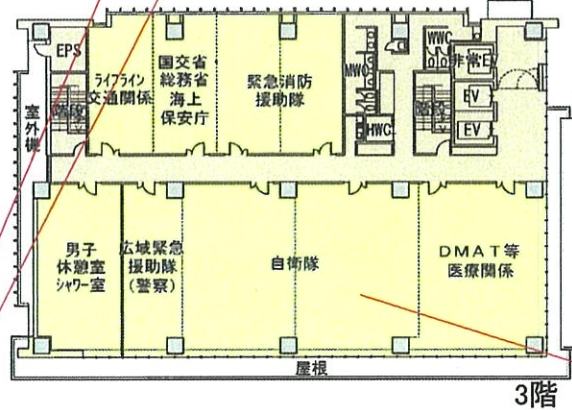 EPS
ライフライン
交通関係
国交省
総務省
海上
保安庁
緊急消防
援助隊
MWC
WWC
非常EV
EV
EV
HWC
階段
階段
室外機
男子
休憩室
シャワー室
広域緊急
援助隊
(警察)
自衛隊
DMAT等
医療関係
屋根
3階